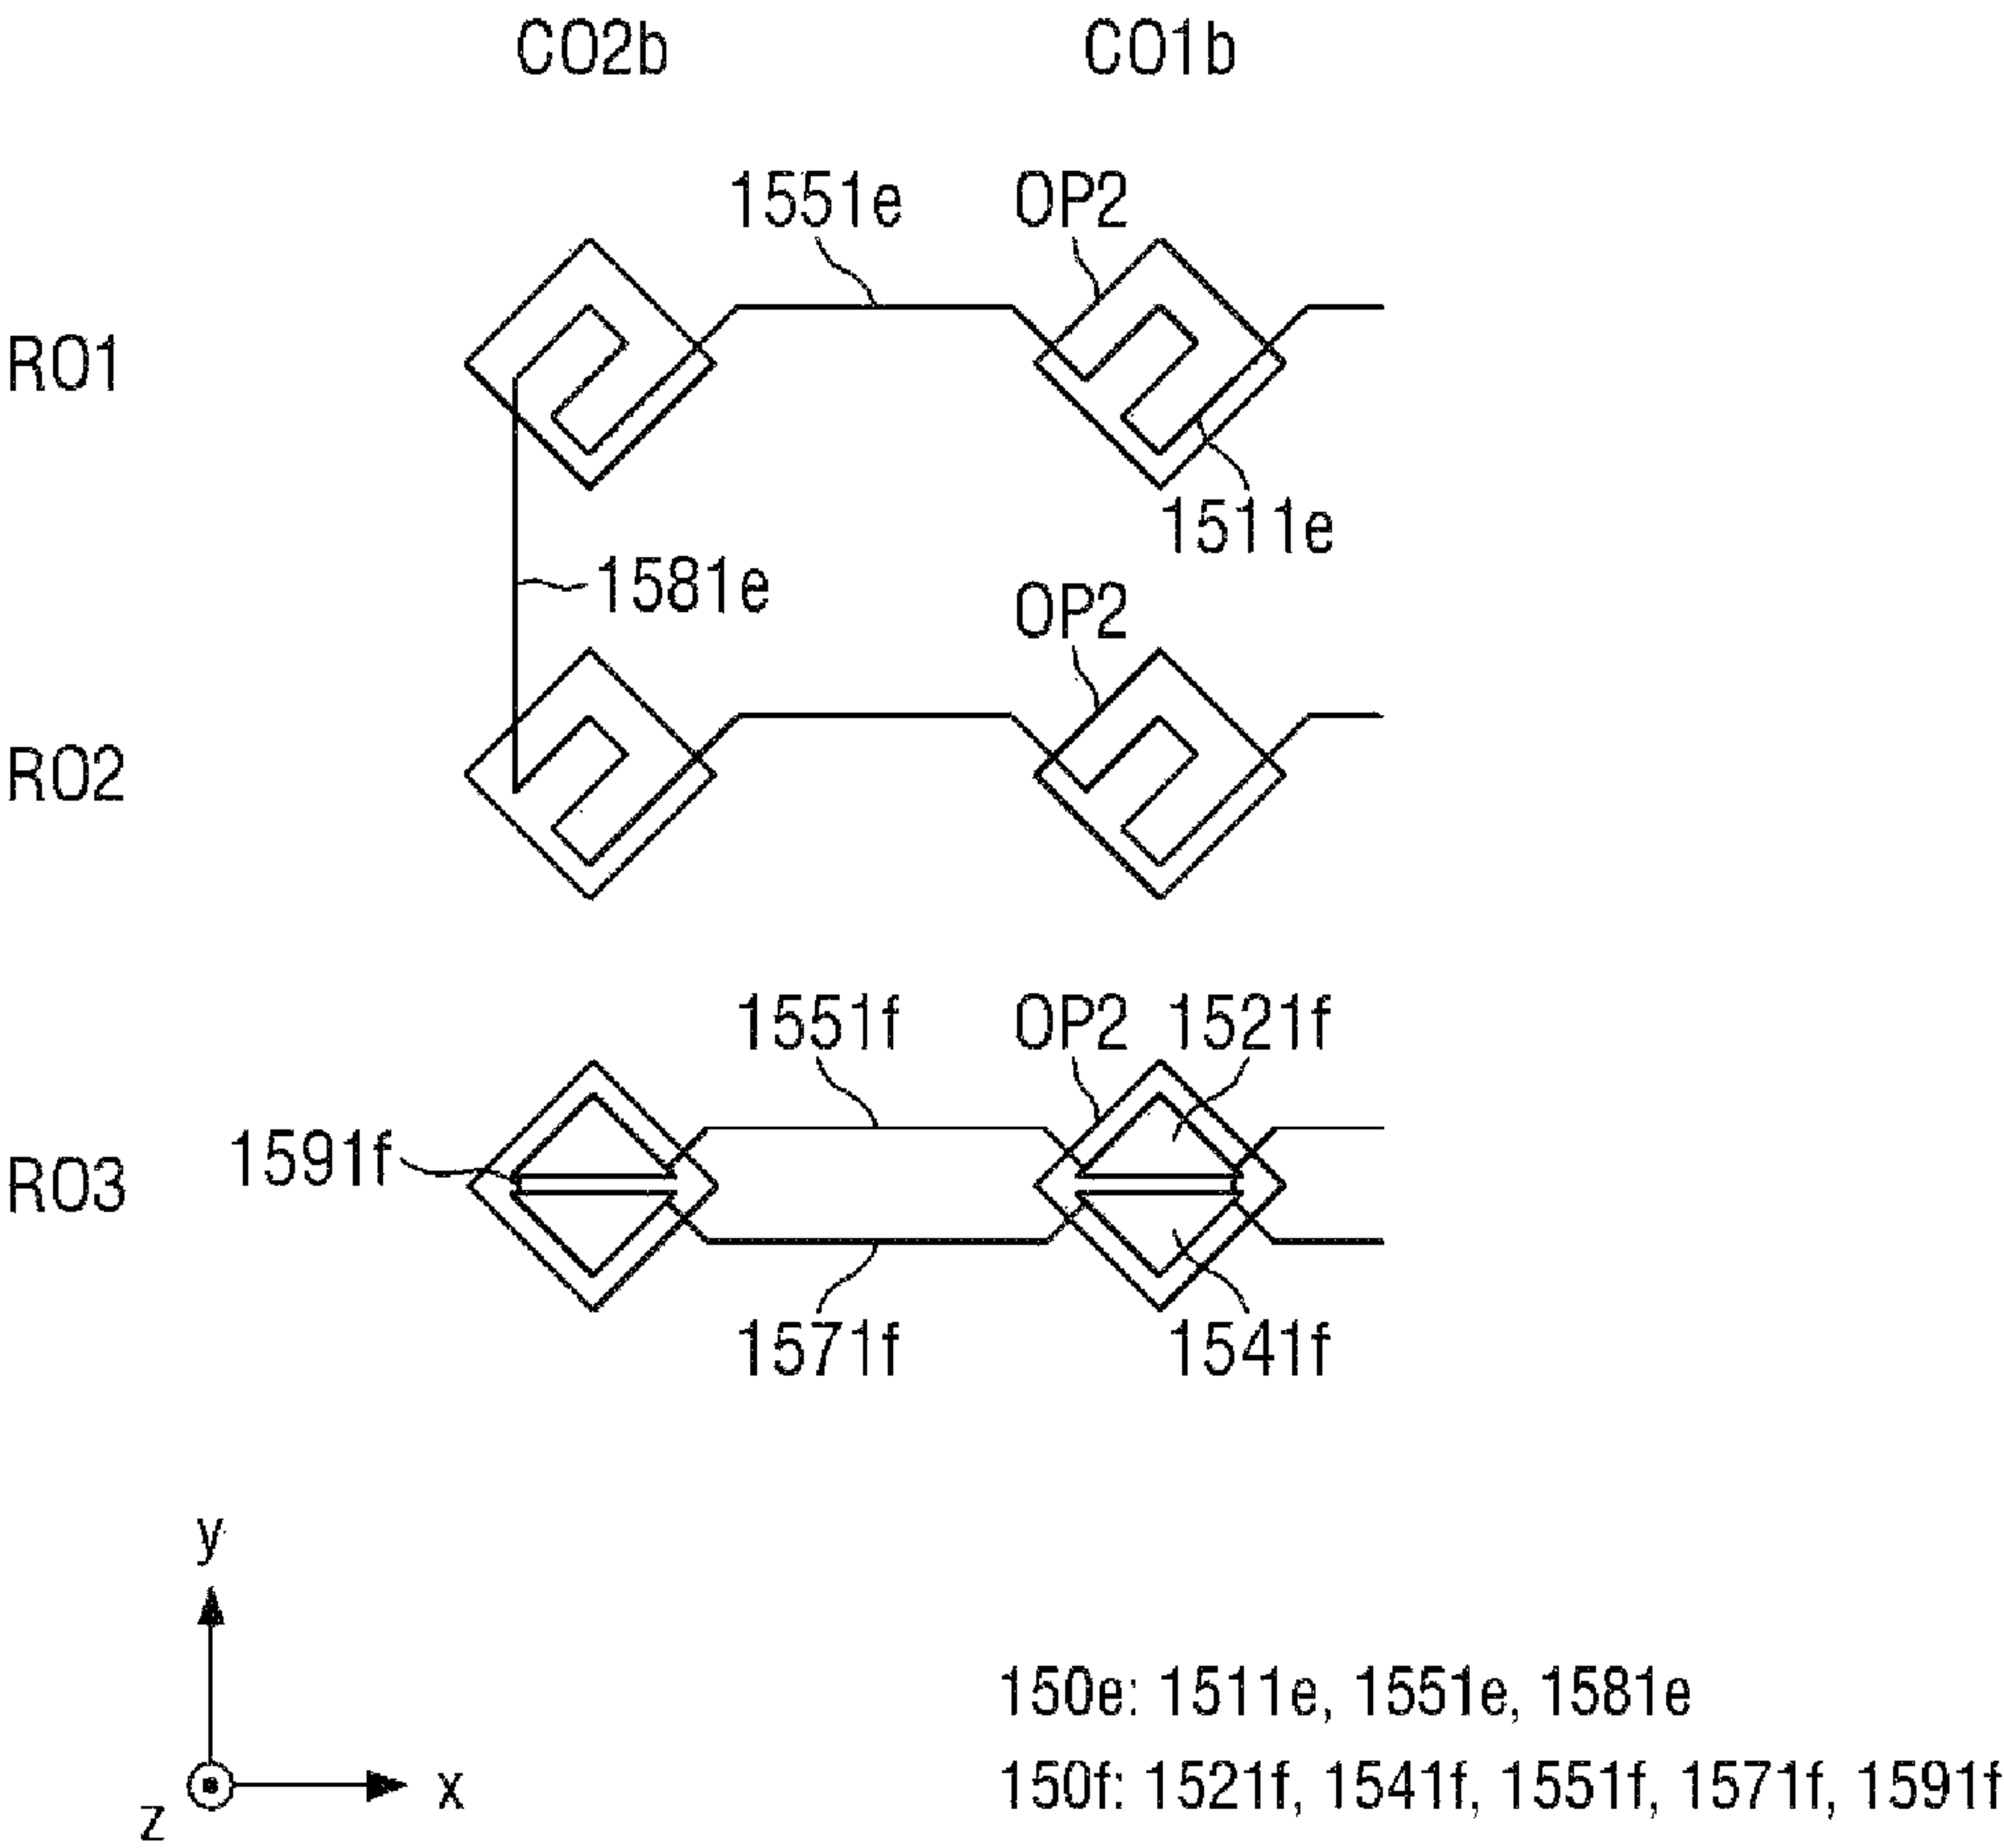 CO2b CO1b
1551e OP2
RO1
1511e
1581e
OP2
RO2
1551f OP2 1521f
1591f
RO3
1571f 1541f
y
z x
150e: 1511e, 1551e, 1581e
150f: 1521f, 1541f, 1551f, 1571f, 1591f